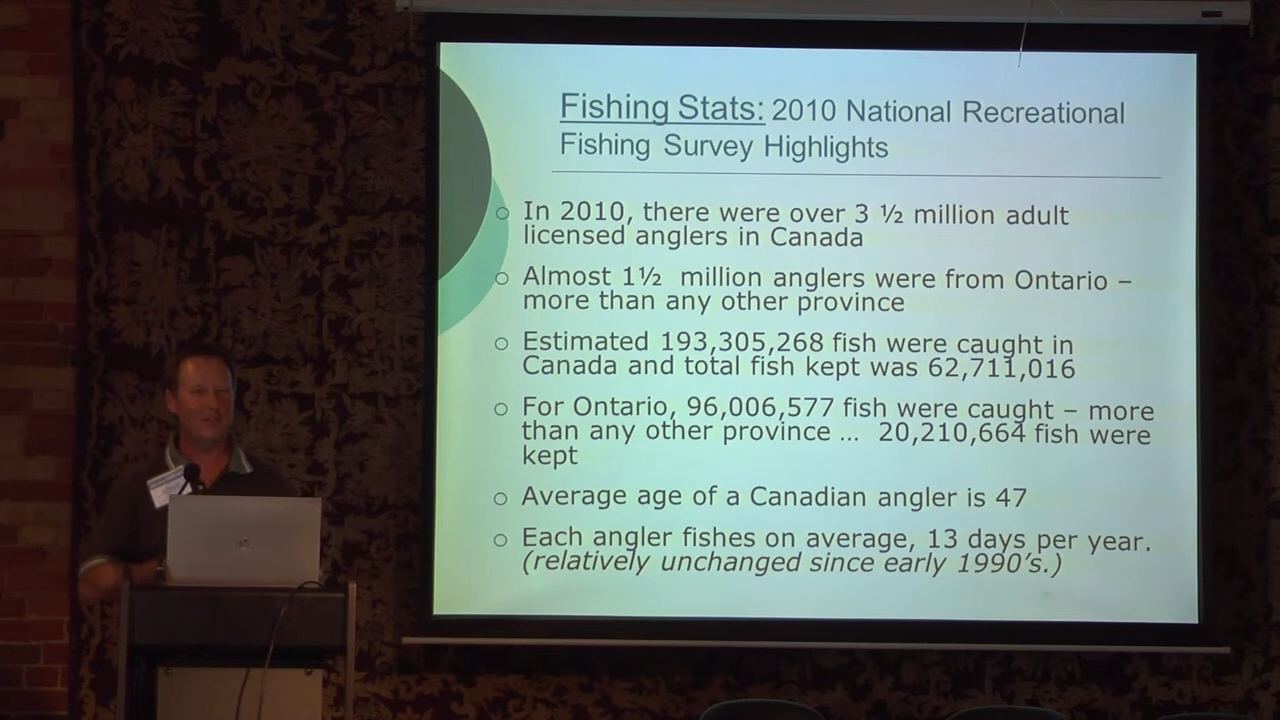 Fishing Stats: 2010 National Recreational
Fishing Survey Highlights
In 2010, there were over 3 ½ million adult
licensed anglers in Canada
Almost 1½ million anglers were from Ontario –
more than any other province
Estimated 193,305,268 fish were caught in
Canada and total fish kept was 62,711,016
For Ontario, 96,006,577 fish were caught – more
than any other province … 20,210,664 fish were
kept
Average age of a Canadian angler is 47
Each angler fishes on average, 13 days per year.
(relatively unchanged since early 1990's.)